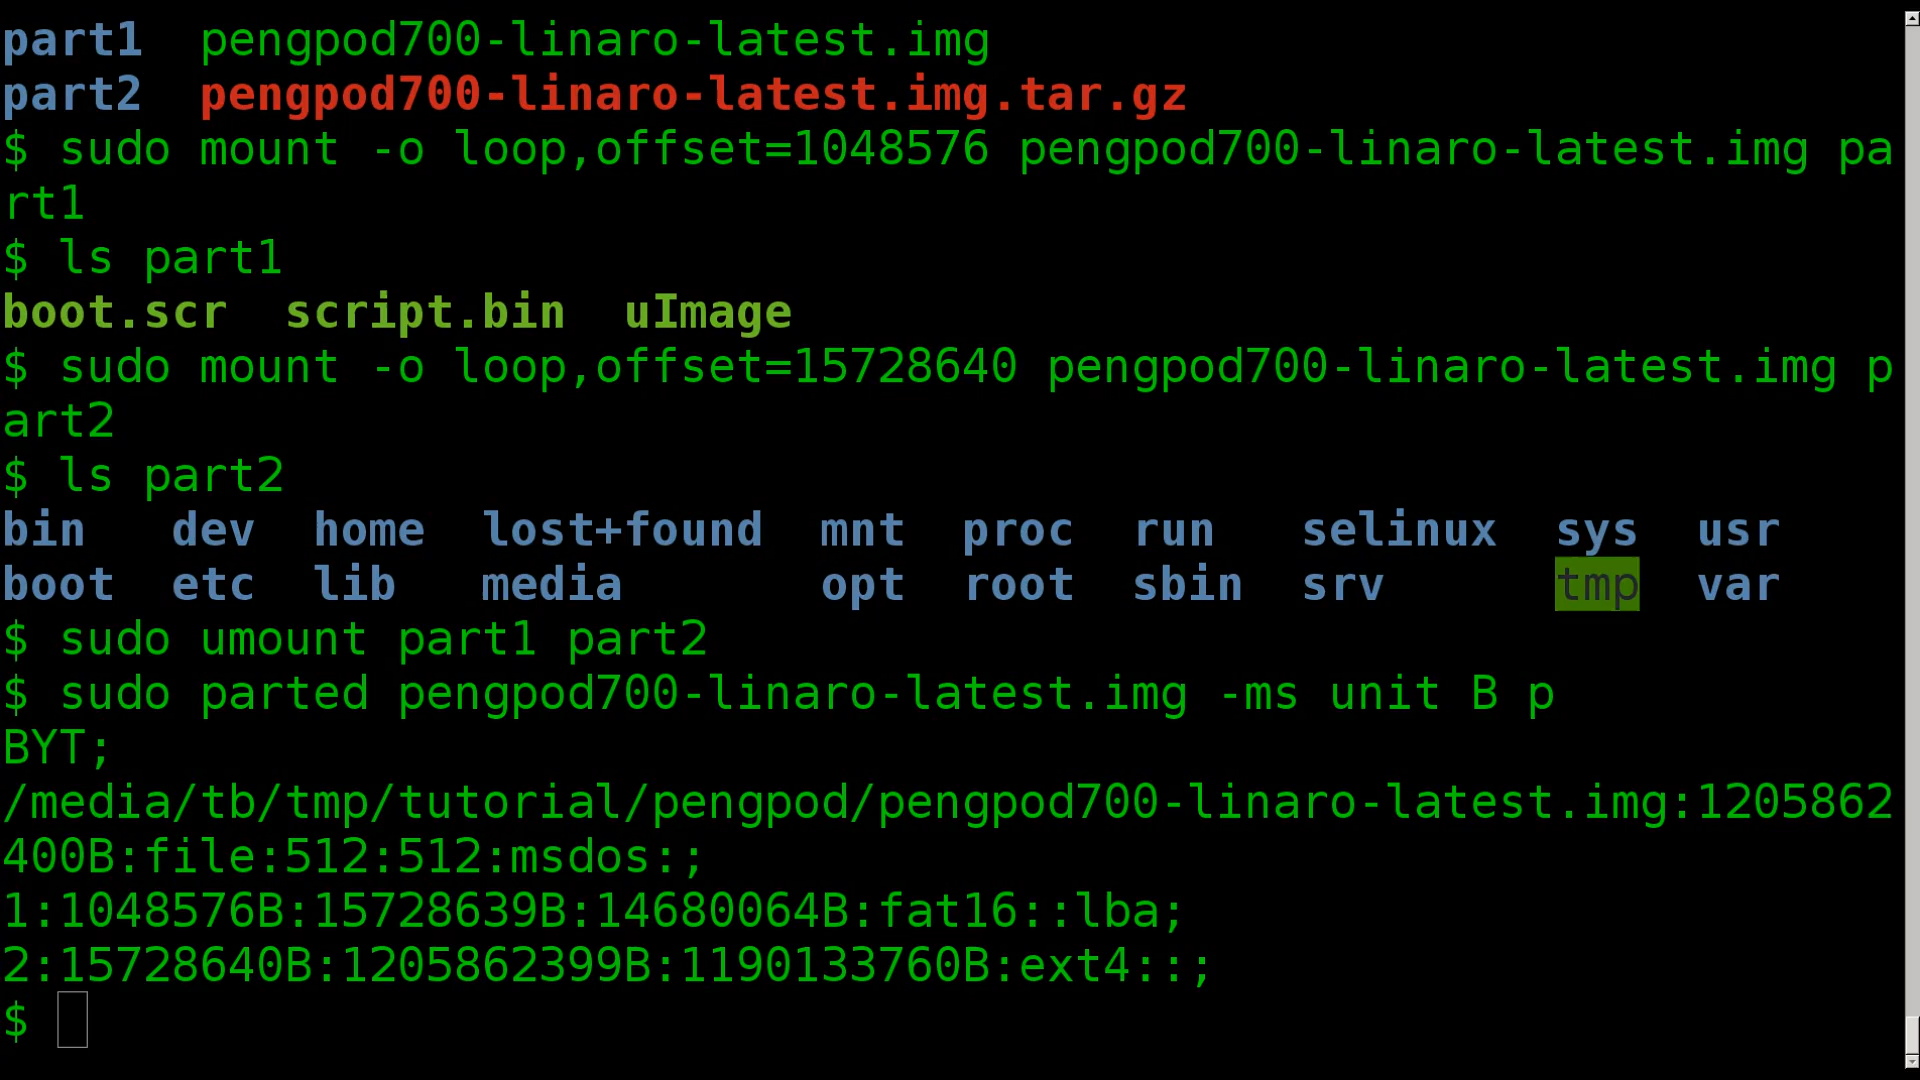 part1  pengpod700-linaro-latest.img
part2  pengpod700-linaro-latest.img.tar.gz
$ sudo mount -o loop,offset=1048576 pengpod700-linaro-latest.img pa
rt1
$ ls part1
boot.scr  script.bin  uImage
$ sudo mount -o loop,offset=15728640 pengpod700-linaro-latest.img p
art2
$ ls part2
bin   dev  home  lost+found  mnt  proc  run   selinux  sys  usr
boot  etc  lib   media       opt  root  sbin  srv      tmp  var
$ sudo umount part1 part2
$ sudo parted pengpod700-linaro-latest.img -ms unit B p
BYT;
/media/tb/tmp/tutorial/pengpod/pengpod700-linaro-latest.img:1205862
400B:file:512:512:msdos:;
1:1048576B:15728639B:14680064B:fat16::lba;
2:15728640B:1205862399B:1190133760B:ext4::;
$